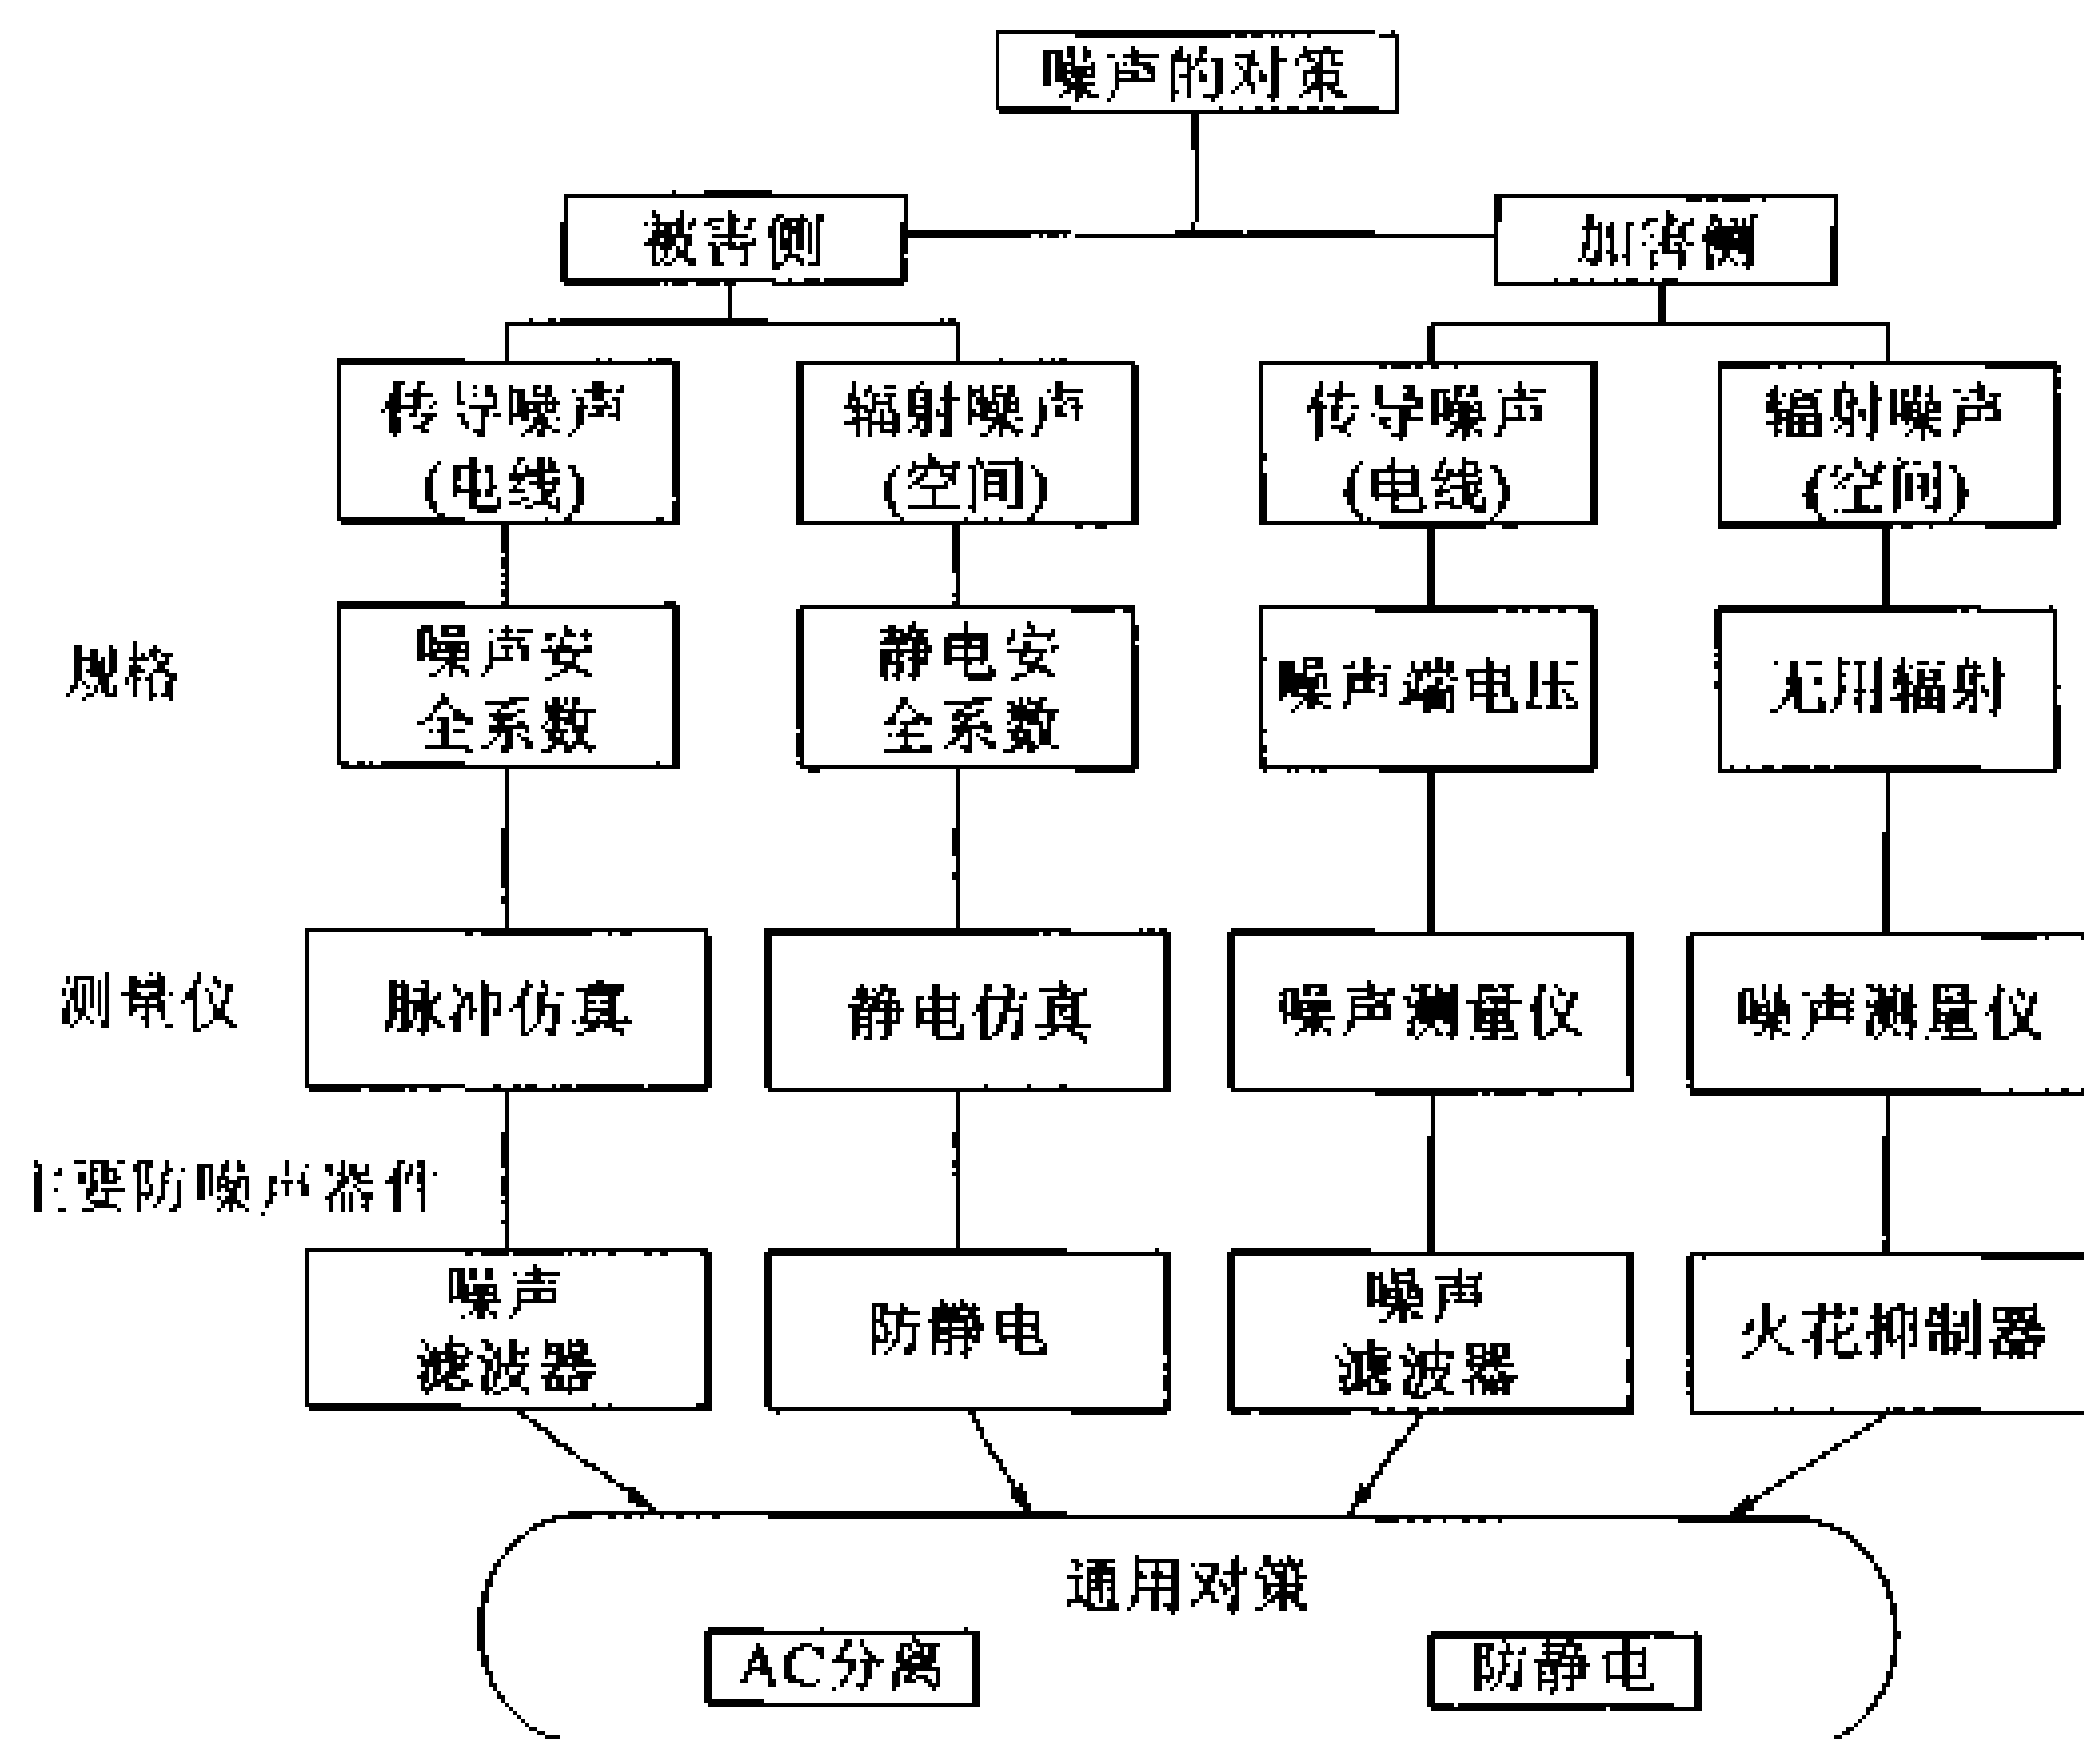 噪声的对策
被害侧
加害侧
传导噪声
(电线)
辐射噪声
(空间)
传导噪声
(电线)
辐射噪声
(空间)
规格
噪声安
全系数
静电安
全系数
噪声端电压
无用辐射
测量仪
脉冲仿真
静电仿真
噪声测量仪
噪声测量仪
主要防噪声器件
噪声
滤波器
防静电
噪声
滤波器
火花抑制器
通用对策
AC分离
防静电